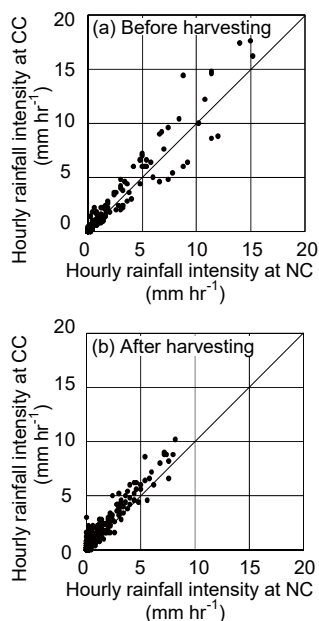 (a) Before harvesting
Hourly rainfall intensity at CC
(mm hr-1)
20
15
10
5
0
0 5 10 15 20
Hourly rainfall intensity at NC
(mm hr-1)
(b) After harvesting
Hourly rainfall intensity at CC
(mm hr-1)
20
15
10
5
0
0 5 10 15 20
Hourly rainfall intensity at NC
(mm hr-1)